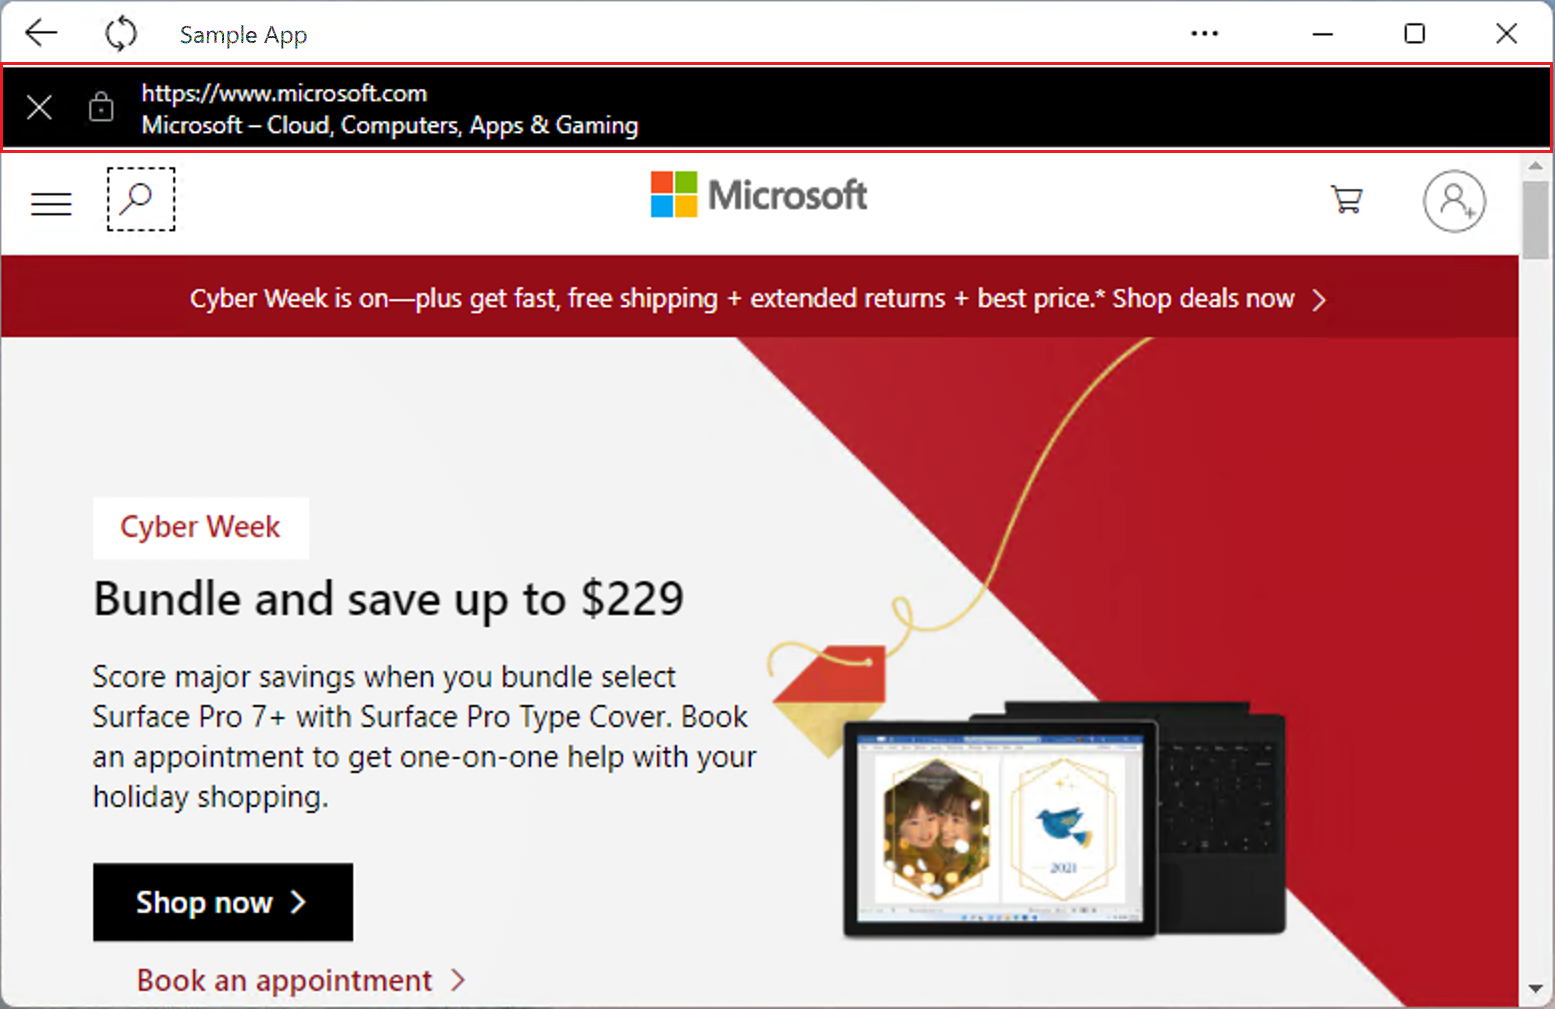 Sample App
https://www.microsoft.com
Microsoft – Cloud, Computers, Apps & Gaming
Microsoft
Cyber Week is on—plus get fast, free shipping + extended returns + best price.* Shop deals now
Cyber Week
Bundle and save up to $229
Score major savings when you bundle select
Surface Pro 7+ with Surface Pro Type Cover. Book
an appointment to get one-on-one help with your
holiday shopping.
2021
Shop now
Book an appointment